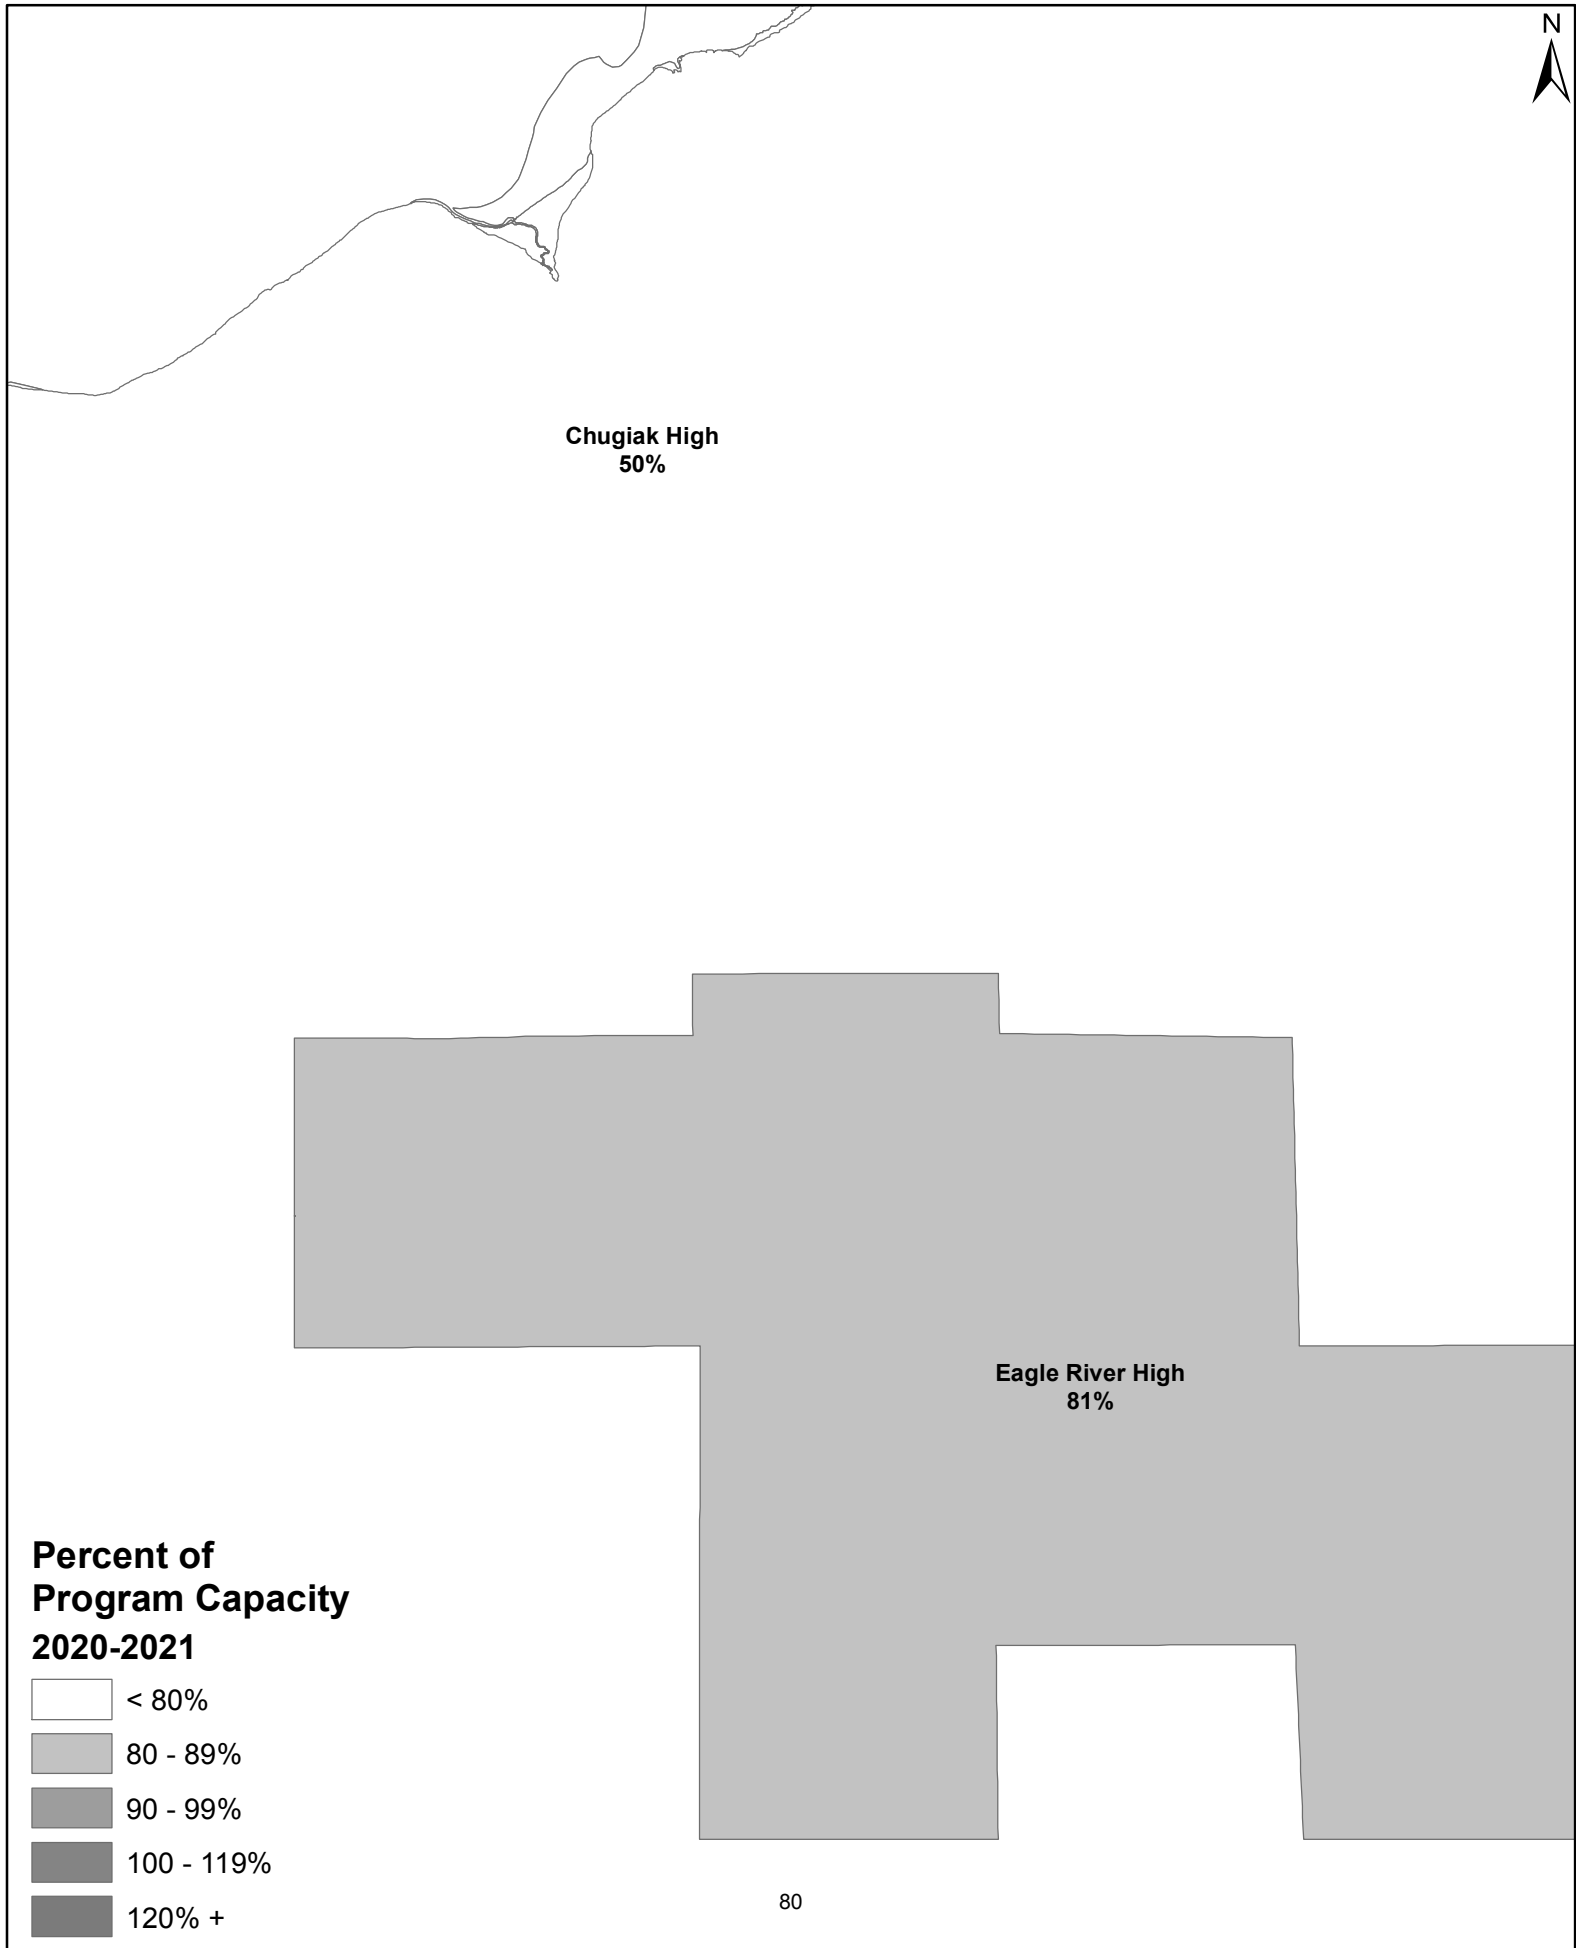 N
Chugiak High
50%
Eagle River High
81%
Percent of
Program Capacity
2020-2021
< 80%
80 - 89%
90 - 99%
100 - 119%
120% +
80